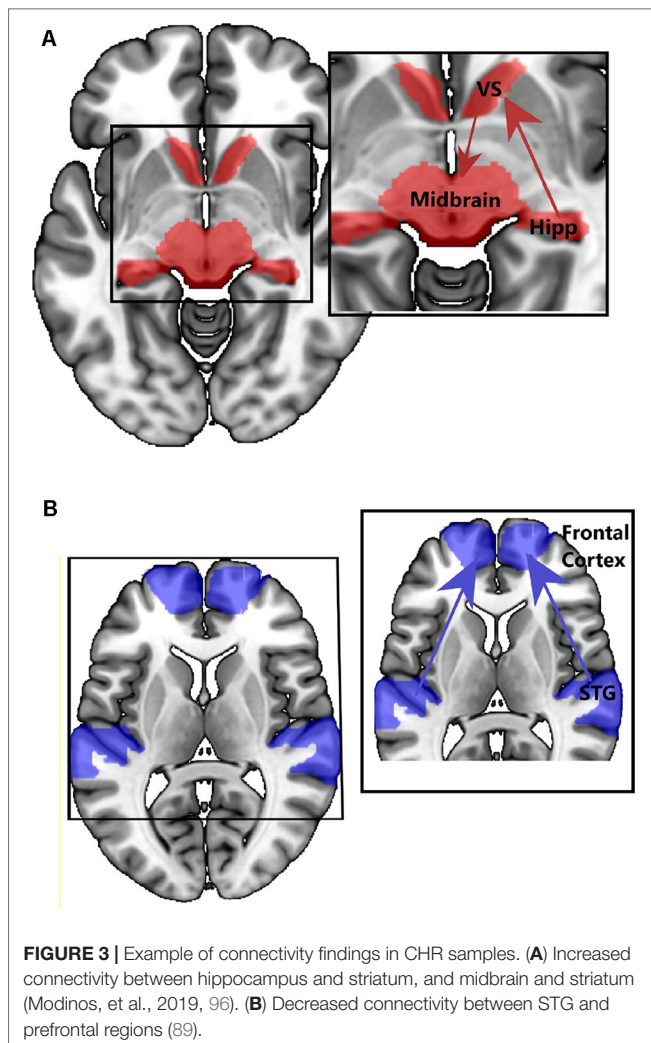 A
VS
Midbrain
Hipp
B
Frontal
Cortex
STG
FIGURE 3 | Example of connectivity findings in CHR samples. (A) Increased
connectivity between hippocampus and striatum, and midbrain and striatum
(Modinos, et al., 2019, 96). (B) Decreased connectivity between STG and
prefrontal regions (89).